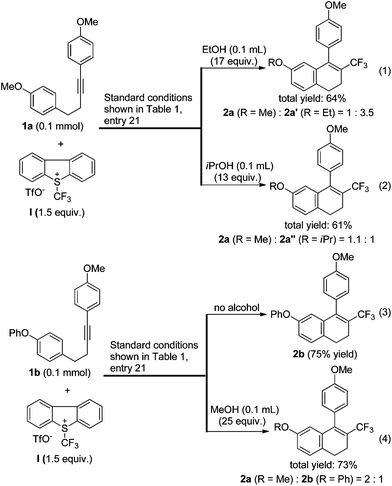 OMe
MeO
1a (0.1 mmol)
+
S+
CF3
TfO-
I (1.5 equiv.)
Standard conditions
shown in Table 1,
entry 21
EtOH (0.1 mL)
(17 equiv.)
OMe
RO
CF3
(1)
total yield: 64%
2a (R = Me) : 2a' (R = Et) = 1 : 3.5
iPrOH (0.1 mL)
(13 equiv.)
OMe
RO
CF3
(2)
total yield: 61%
2a (R = Me) : 2a" (R = iPr) = 1.1 : 1
OMe
PhO
1b (0.1 mmol)
+
S+
CF3
TfO-
I (1.5 equiv.)
Standard conditions
shown in Table 1,
entry 21
no alcohol
OMe
PhO
CF3
(3)
2b (75% yield)
MeOH (0.1 mL)
(25 equiv.)
OMe
RO
CF3
(4)
total yield: 73%
2a (R = Me) : 2b (R = Ph) = 2 : 1